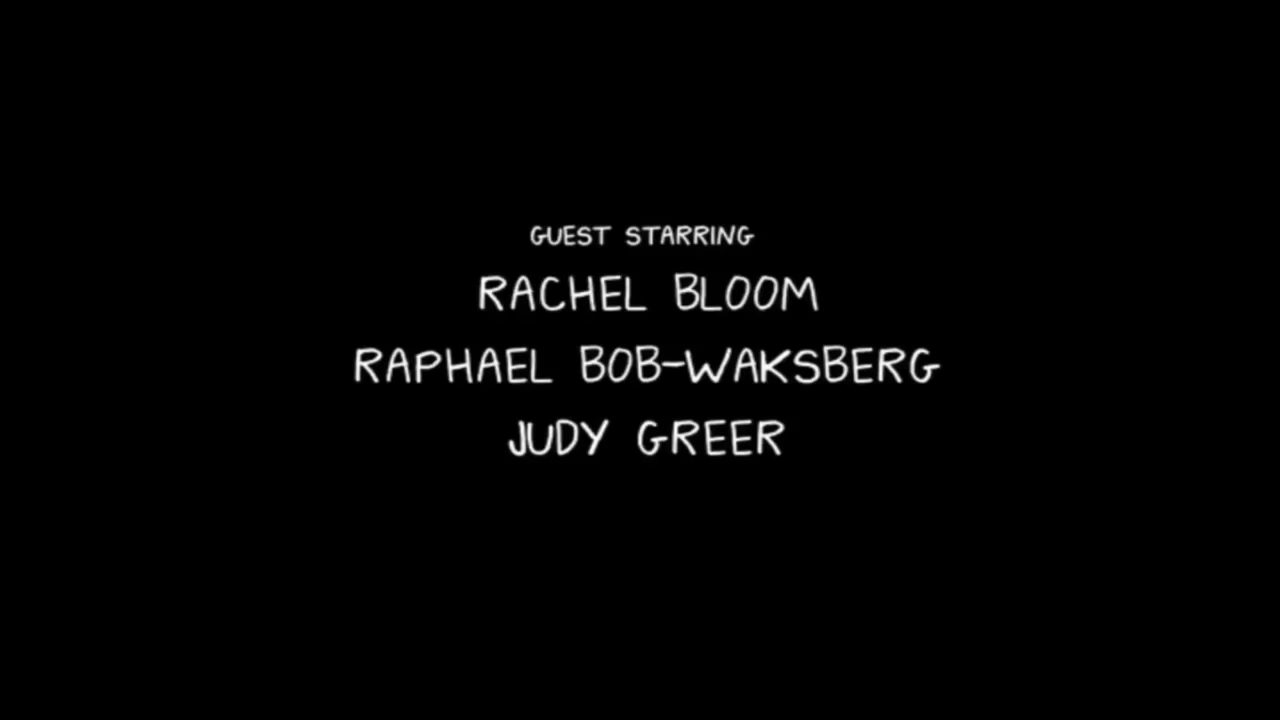 GUEST STARRING
RACHEL BLOOM
RAPHAEL BOB-WAKSBERG
JUDY GREER